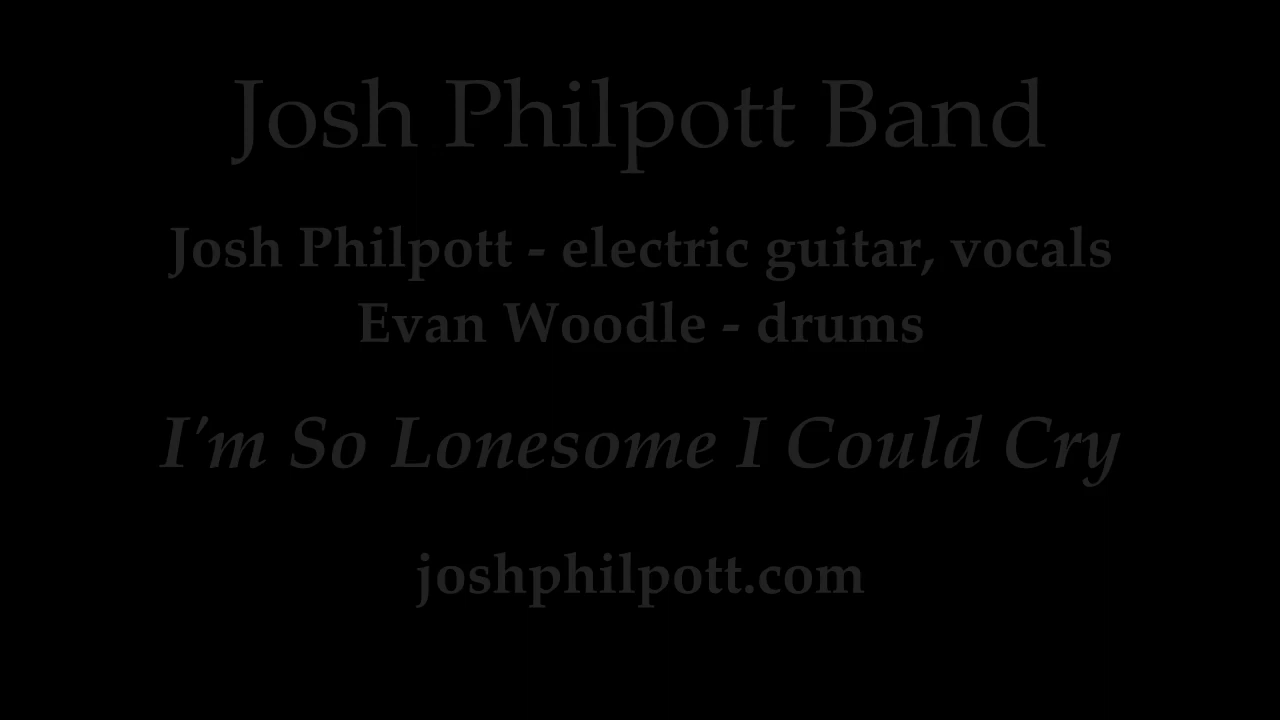 Josh Philpott Band
Josh Philpott - electric guitar, vocals
Evan Woodle - drums
I'm So Lonesome I Could Cry
joshphilpott.com